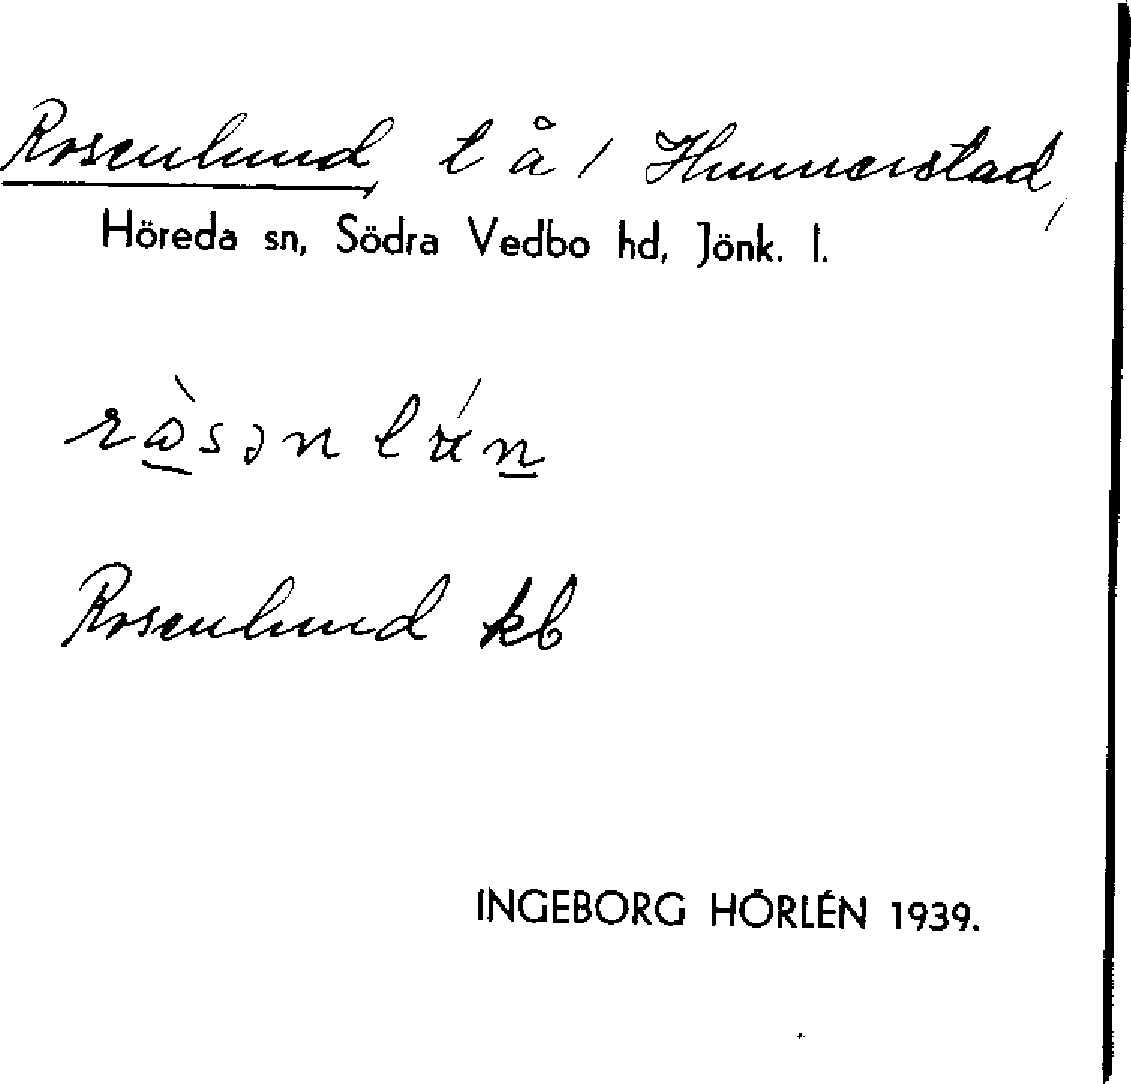 Rosenlund, l å / Hunnerstad,
Höreda sn, Södra Vedbo hd, Jönk. l.
Rosenlund kb
INGEBORG HÖRLÉN 1939.